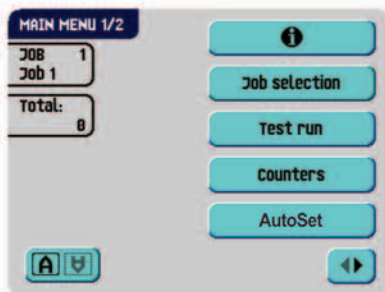 MAIN MENU 1/2
JOB 1
Job 1
Total:
0
i
Job selection
Test run
Counters
AutoSet
A A